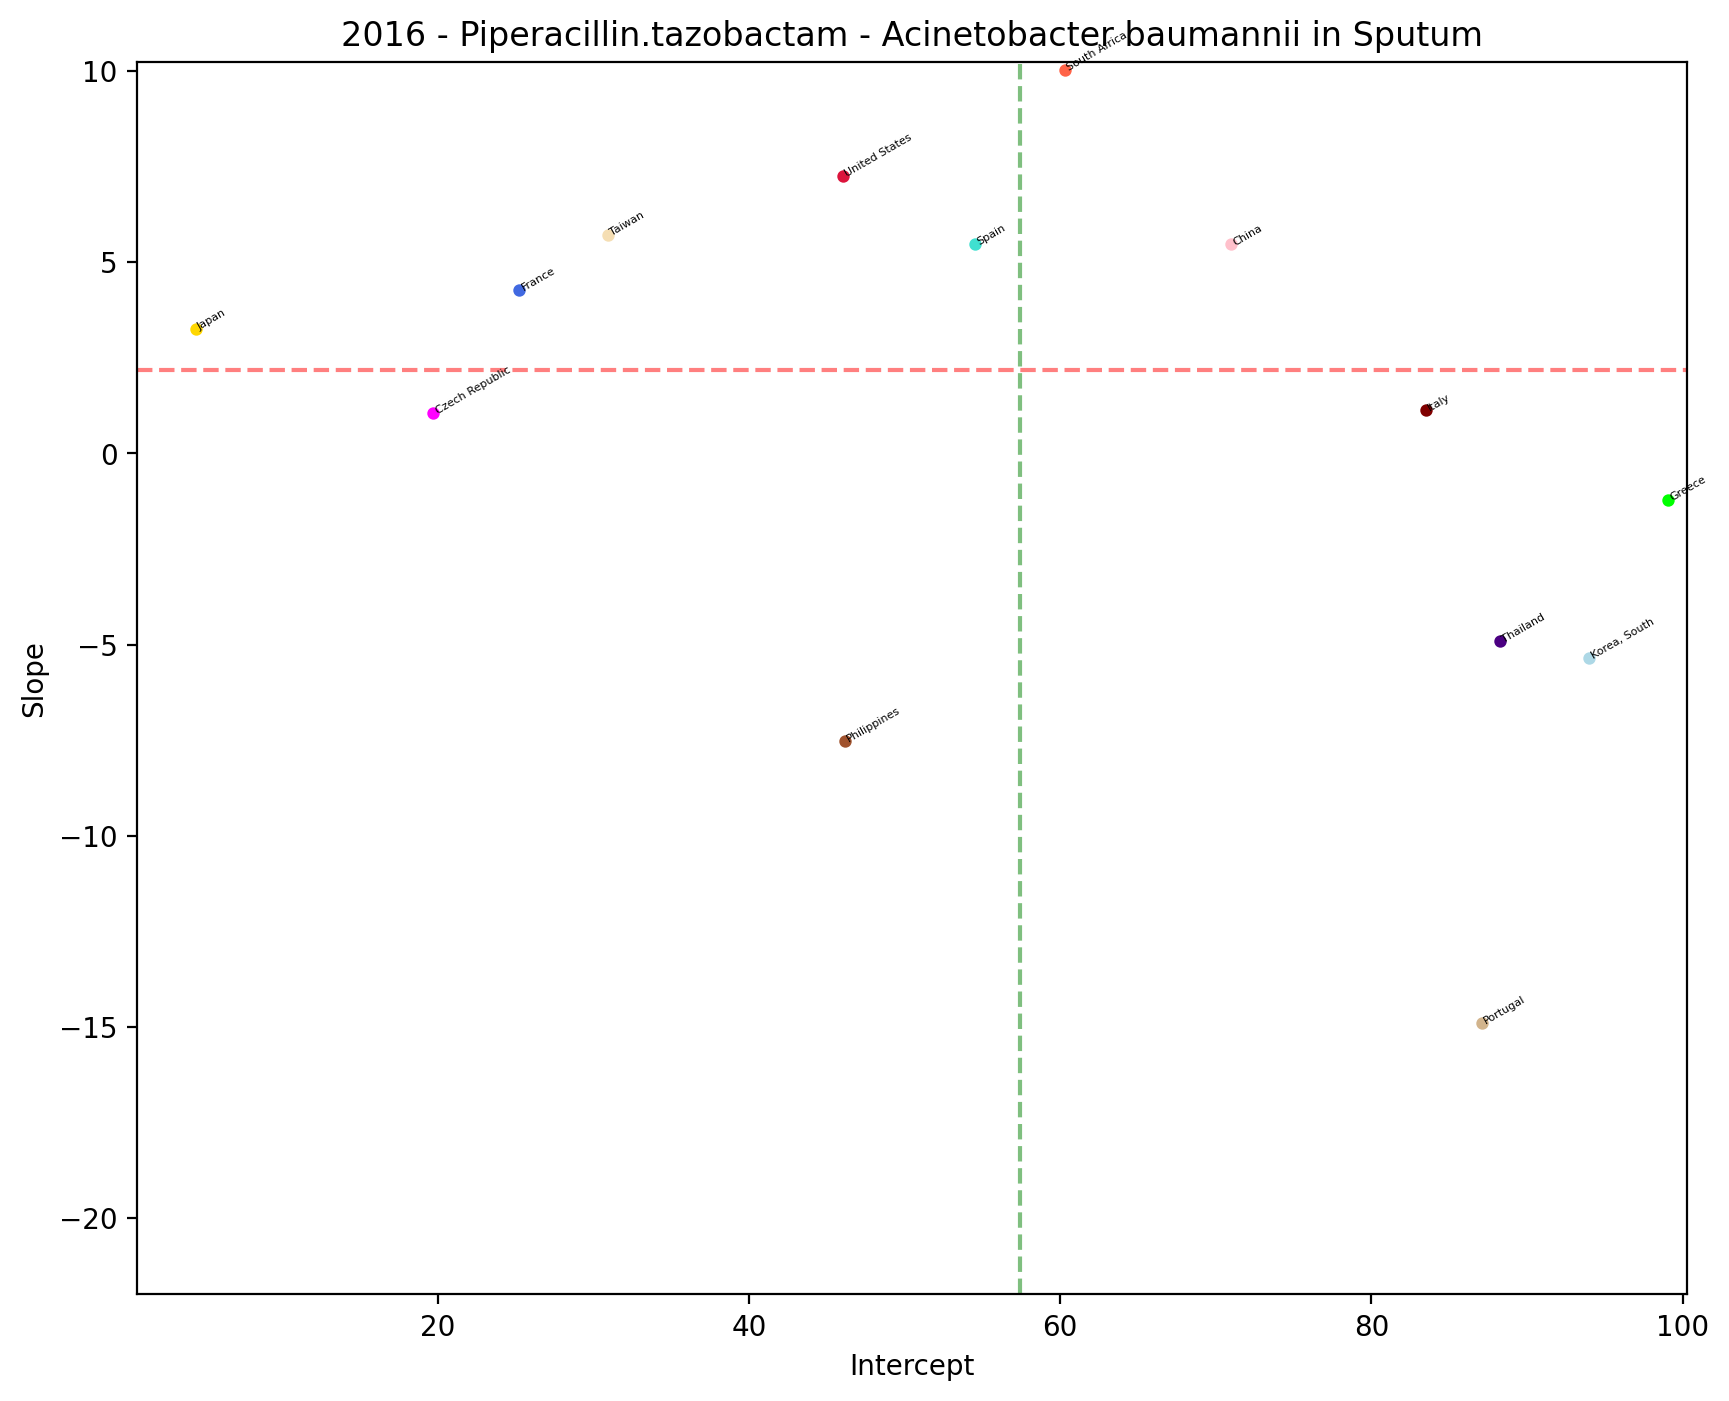 2016 - Piperacillin.tazobactam - Acinetobacter baumannii in Sputum
South Africa
10
United States
Taiwan
Spain
China
5
France
Japan
Czech Republic
Italy
0
Greece
Thailand
Korea, South
−5
Slope
Philippines
−10
Portugal
−15
−20
20
40
60
80
100
Intercept